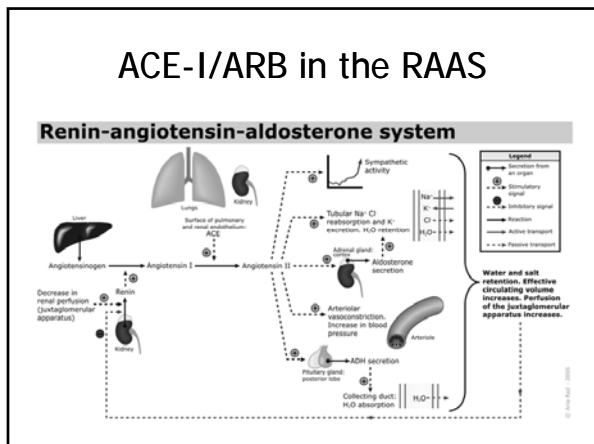 ACE-I/ARB in the RAAS
Renin-angiotensin-aldosterone system
Legend
Secretion from
an organ
Stimulatory
signal
Inhibitory signal
Reaction
Active transport
Passive transport
Lungs
Kidney
Liver
Surface of pulmonary
and renal endothelium:
ACE
Angiotensinogen
Angiotensin I
Angiotensin II
Decrease in
renal perfusion
(juxtaglomerular
apparatus)
Renin
Kidney
Sympathetic
activity
Tubular Na⁺ Cl⁻
reabsorption and K⁺
excretion. H₂O retention
Adrenal gland:
cortex
Aldosterone
secretion
Arteriolar
vasoconstriction.
Increase in blood
pressure
Arteriole
Pituitary gland:
posterior lobe
ADH secretion
Collecting duct:
H₂O absorption
Na⁺
K⁺
Cl⁻
H₂O
H₂O
Water and salt
retention. Effective
circulating volume
increases. Perfusion
of the juxtaglomerular
apparatus increases.